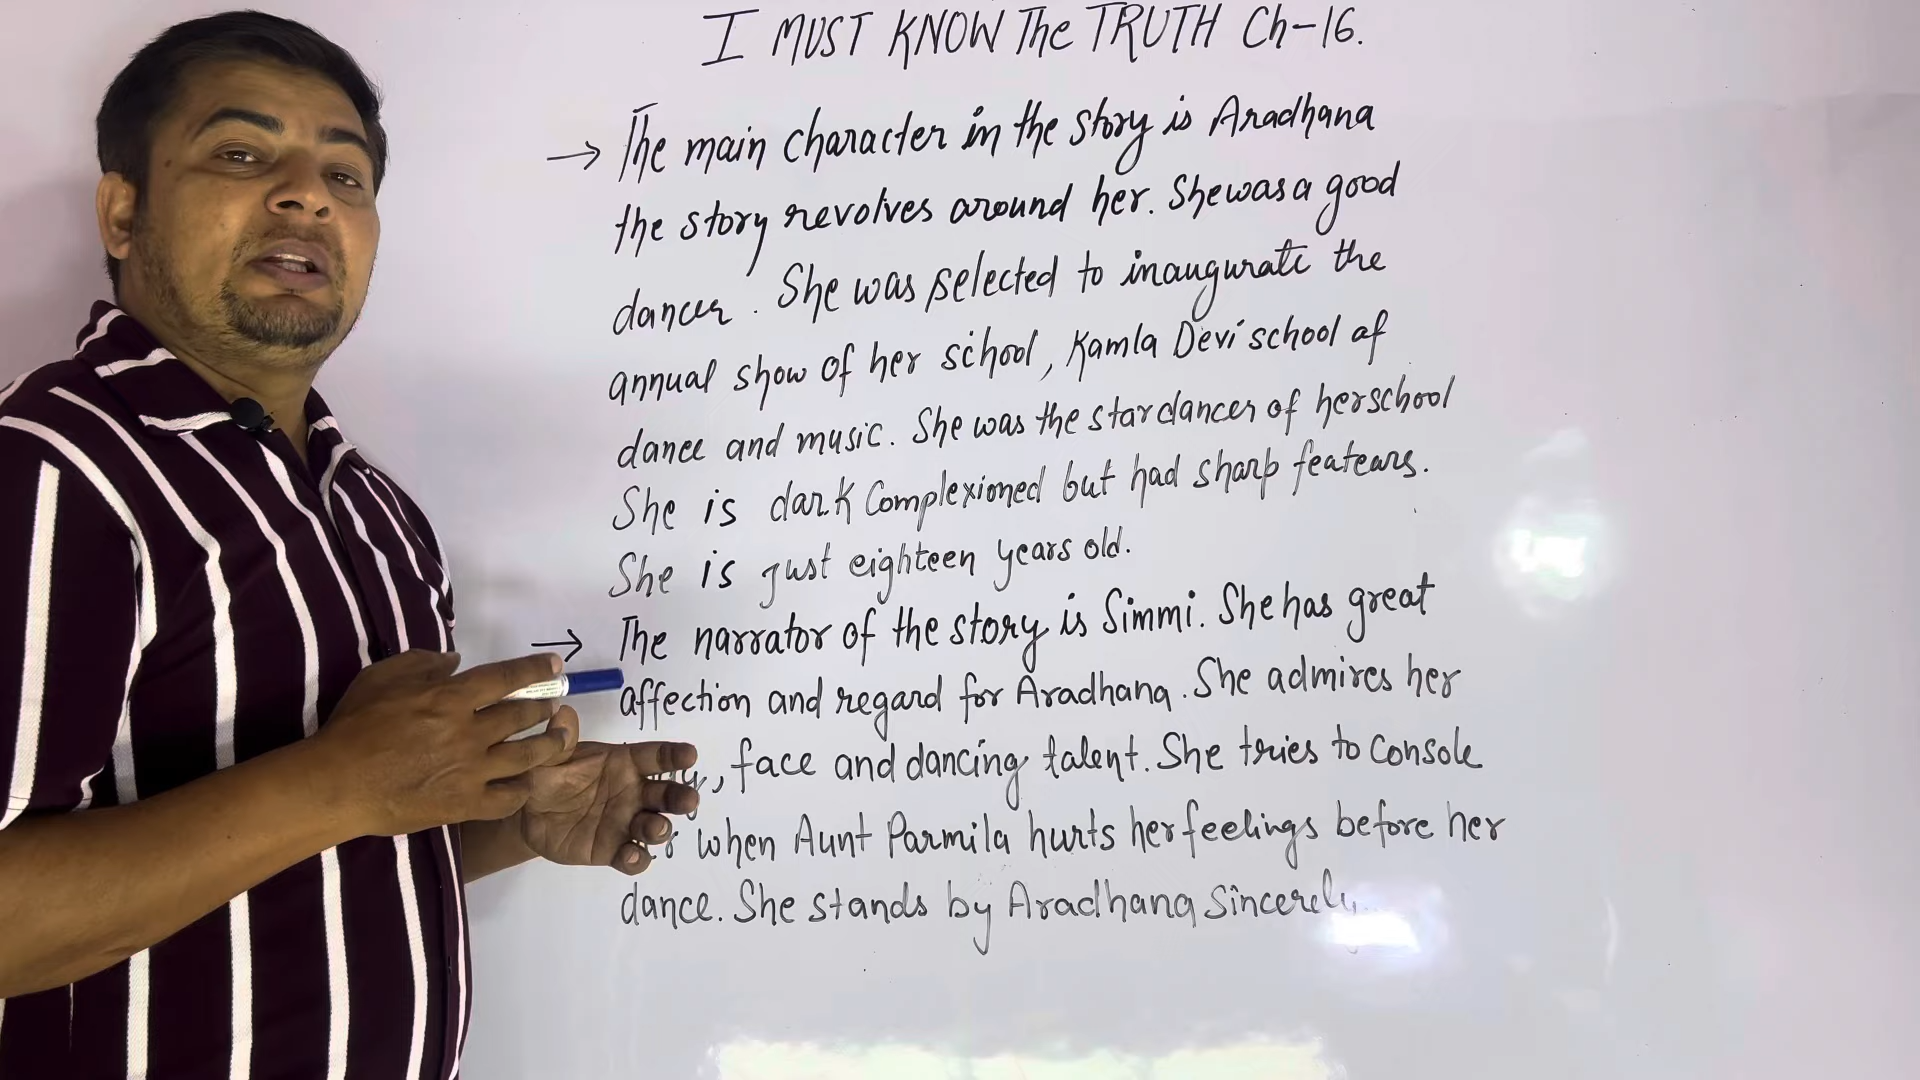 I MUST KNOW The TRUTH Ch-16.
→ The main character in the story is Aradhana
the story revolves around her. She was a good
dancer. She was selected to inaugurate the
annual show of her school, Kamla Devi school of
dance and music. She was the star dancer of her school
She is dark Complexioned but had sharp featears.
She is just eighteen years old.
→ The narrator of the story is Simmi. She has great
affection and regard for Aradhana. She admires her
, face and dancing talent. She tries to Console
when Aunt Parmila hurts her feelings before her
dance. She stands by Aradhana Sincerely